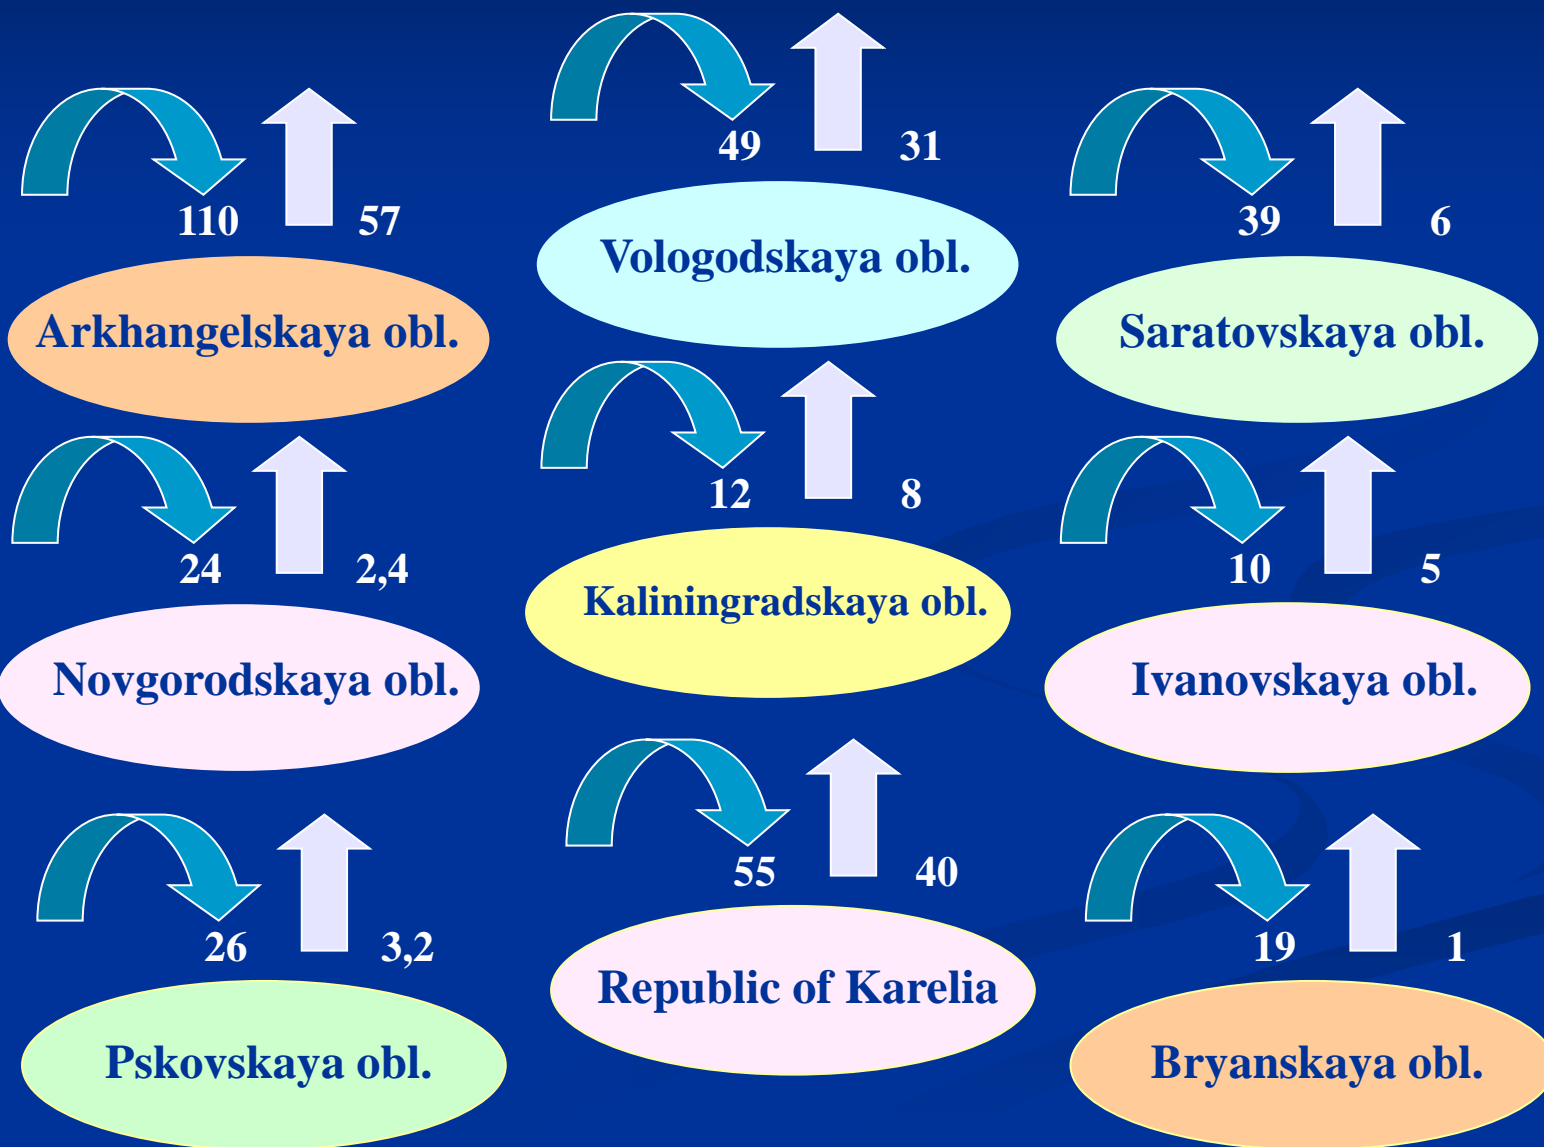 49 31
Vologodskaya obl.
110 57
Arkhangelskaya obl.
39 6
Saratovskaya obl.
12 8
Kaliningradskaya obl.
24 2,4
Novgorodskaya obl.
10 5
Ivanovskaya obl.
55 40
Republic of Karelia
26 3,2
Pskovskaya obl.
19 1
Bryanskaya obl.